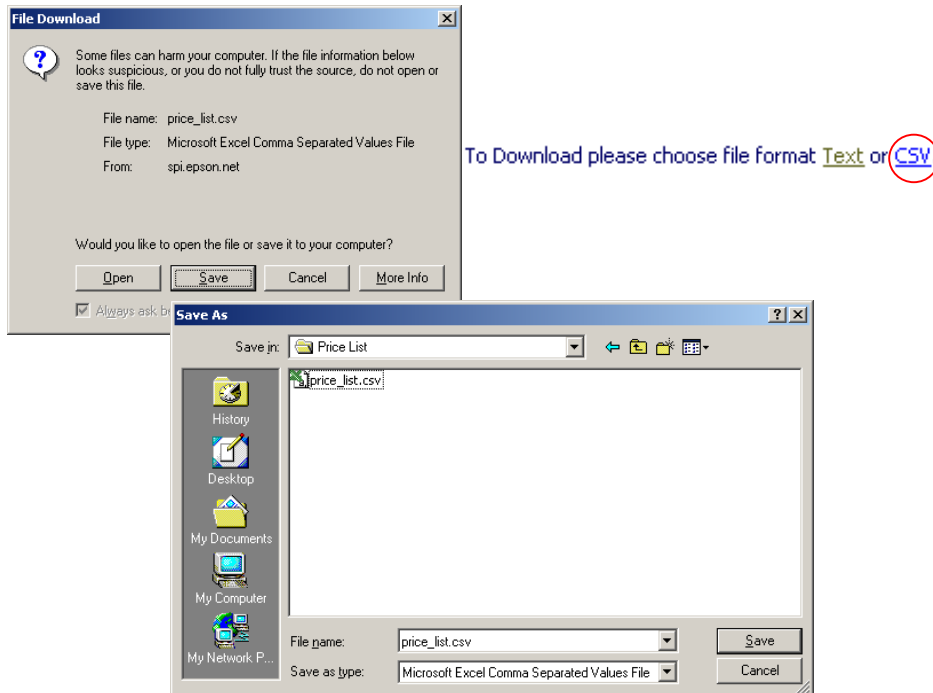 File Download
Some files can harm your computer. If the file information below
looks suspicious, or you do not fully trust the source, do not open or
save this file.
File name: price_list.csv
File type: Microsoft Excel Comma Separated Values File
From: spi.epson.net
Would you like to open the file or save it to your computer?
Open Save Cancel More Info
Always ask b
To Download please choose file format Text or CSV
Save As
Save in: Price List
price_list.csv
History
Desktop
My Documents
My Computer
My Network P...
File name: price_list.csv Save
Save as type: Microsoft Excel Comma Separated Values File Cancel